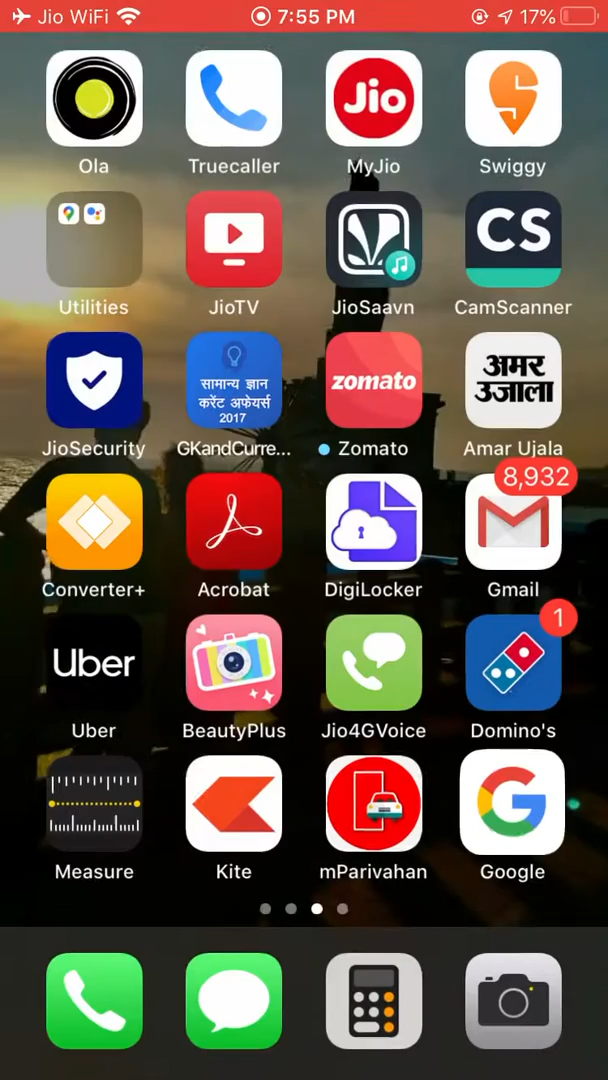 Jio WiFi 7:55 PM 17%
Jio
Ola Truecaller MyJio Swiggy
CS
Utilities JioTV JioSaavn CamScanner
सामान्य ज्ञान
करेंट अफेयर्स
2017
zomato
अमर
उजाला
JioSecurity GKandCurre... Zomato Amar Ujala
8,932
Converter+ Acrobat DigiLocker Gmail
1
Uber
Uber BeautyPlus Jio4GVoice Domino's
Measure Kite mParivahan Google